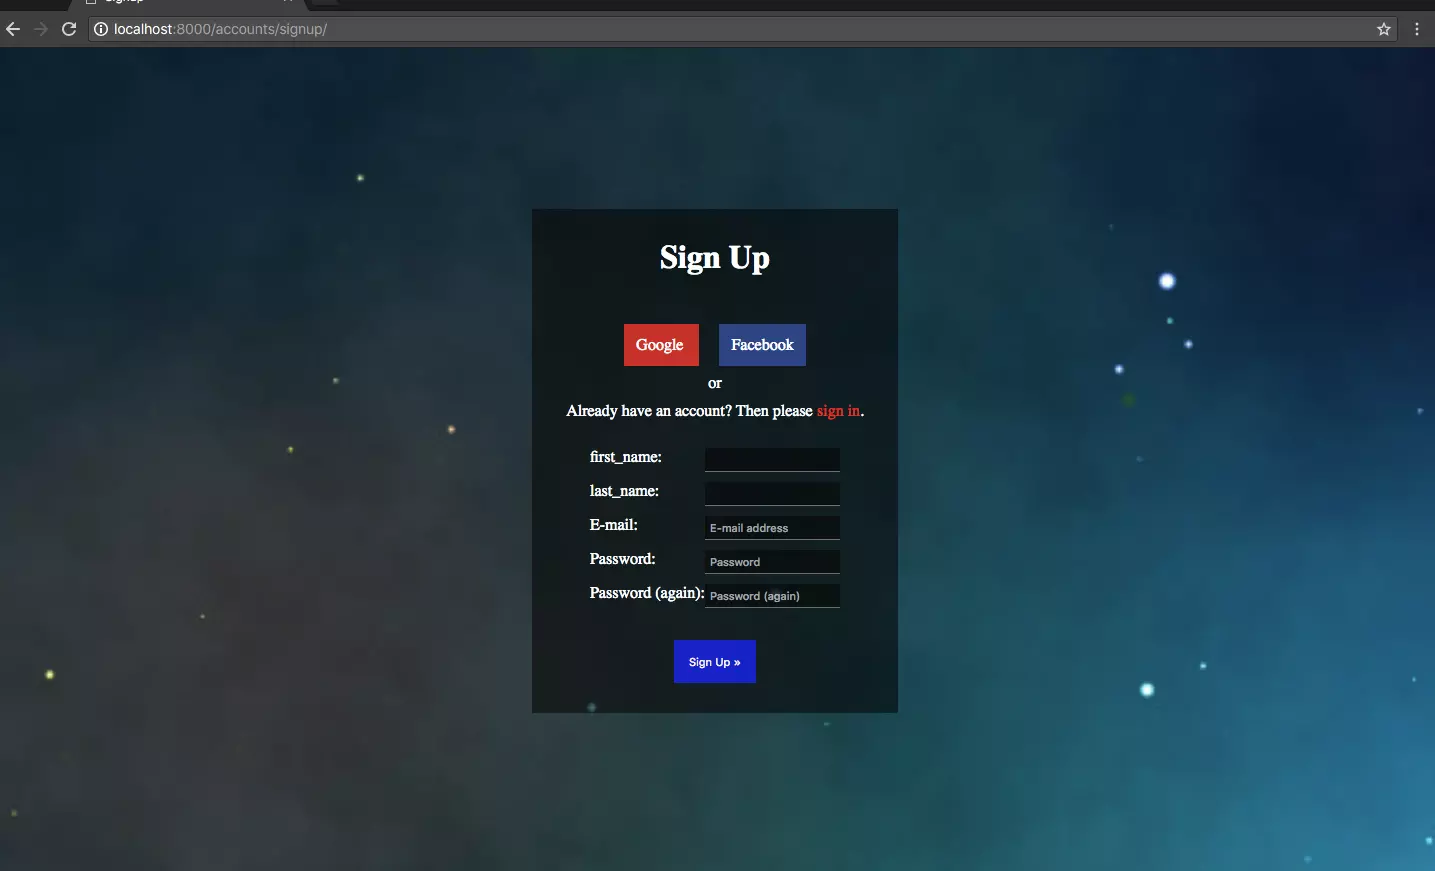 localhost:8000/accounts/signup/
Sign Up
Google Facebook
or
Already have an account? Then please sign in.
first_name:
last_name:
E-mail: E-mail address
Password: Password
Password (again): Password (again)
Sign Up »